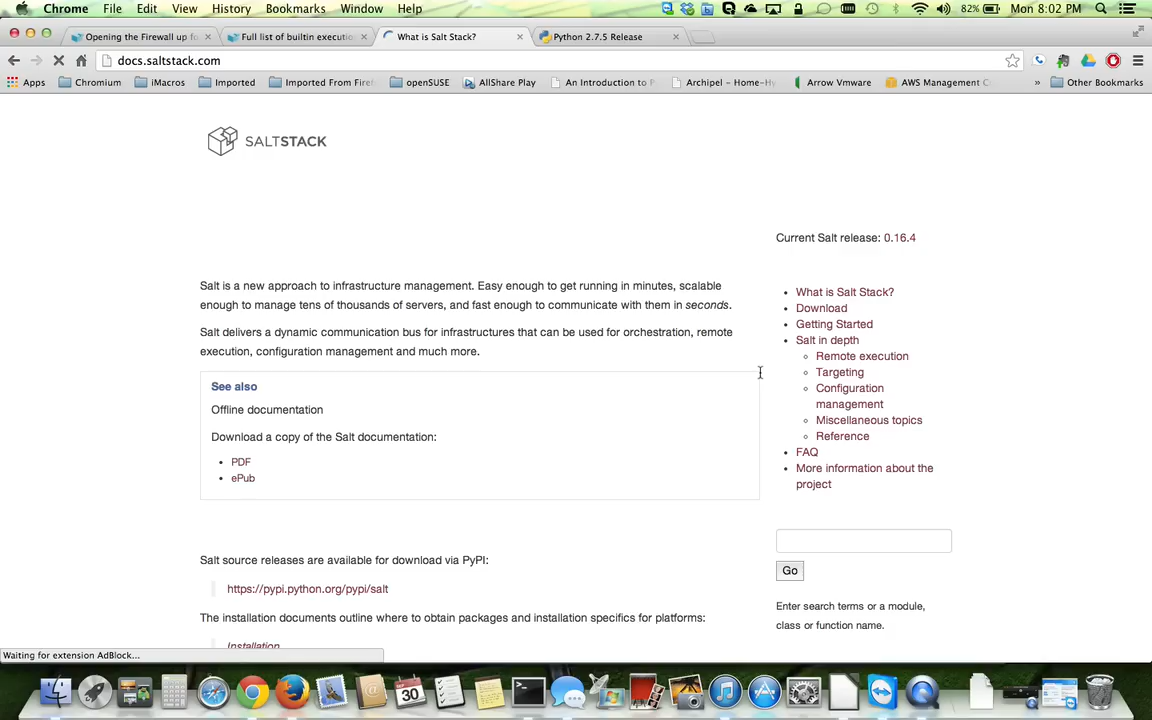 Chrome File Edit View History Bookmarks Window Help 82% Mon 8:02 PM
Opening the Firewall up fo
Full list of builtin executio
What is Salt Stack?
Python 2.7.5 Release
docs.saltstack.com
Apps Chromium iMacros Imported Imported From Firef openSUSE AllShare Play An Introduction to P Archipel – Home–Hy Arrow Vmware AWS Management Co » Other Bookmarks
SALTSTACK
Current Salt release: 0.16.4
Salt is a new approach to infrastructure management. Easy enough to get running in minutes, scalable
enough to manage tens of thousands of servers, and fast enough to communicate with them in seconds.
Salt delivers a dynamic communication bus for infrastructures that can be used for orchestration, remote
execution, configuration management and much more.
See also
Offline documentation
Download a copy of the Salt documentation:
• PDF
• ePub
Salt source releases are available for download via PyPI:
https://pypi.python.org/pypi/salt
The installation documents outline where to obtain packages and installation specifics for platforms:
Installation
• What is Salt Stack?
• Download
• Getting Started
• Salt in depth
Remote execution
Targeting
Configuration
management
Miscellaneous topics
Reference
• FAQ
• More information about the
project
Go
Enter search terms or a module,
class or function name.
Waiting for extension AdBlock...
30